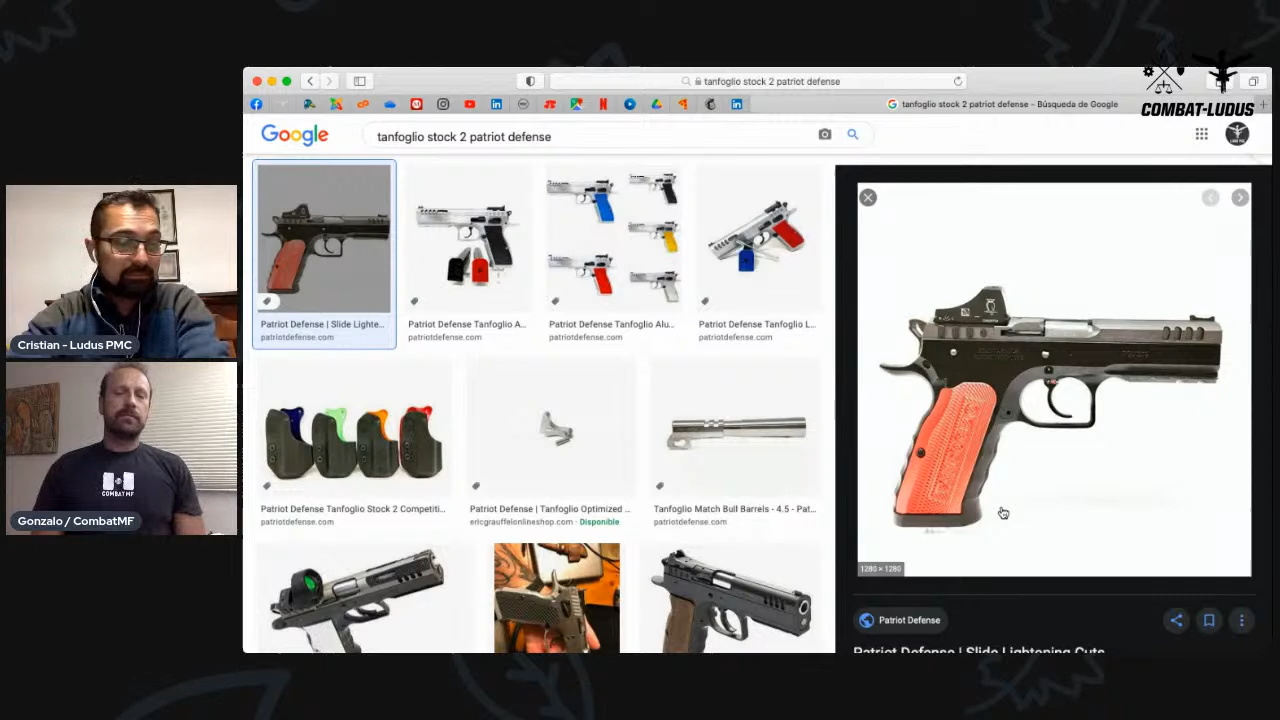 COMBAT-LUDUS
tanfoglio stock 2 patriot defense
tanfoglio stock 2 patriot defense - Búsqueda de Google
Google
tanfoglio stock 2 patriot defense
Patriot Defense | Slide Lighte...
patriotdefense.com
Patriot Defense Tanfoglio A...
patriotdefense.com
Patriot Defense Tanfoglio Alu...
patriotdefense.com
Patriot Defense Tanfoglio L...
patriotdefense.com
Cristian - Ludus PMC
COMBATMF
Gonzalo / CombatMF
Patriot Defense Tanfoglio Stock 2 Competiti...
patriotdefense.com
Patriot Defense | Tanfoglio Optimized ...
ericgrauffelonlineshop.com · Disponible
Tanfoglio Match Bull Barrels - 4.5 - Pat...
patriotdefense.com
1280 × 1280
Patriot Defense
Patriot Defense | Slide Lightening Cuts